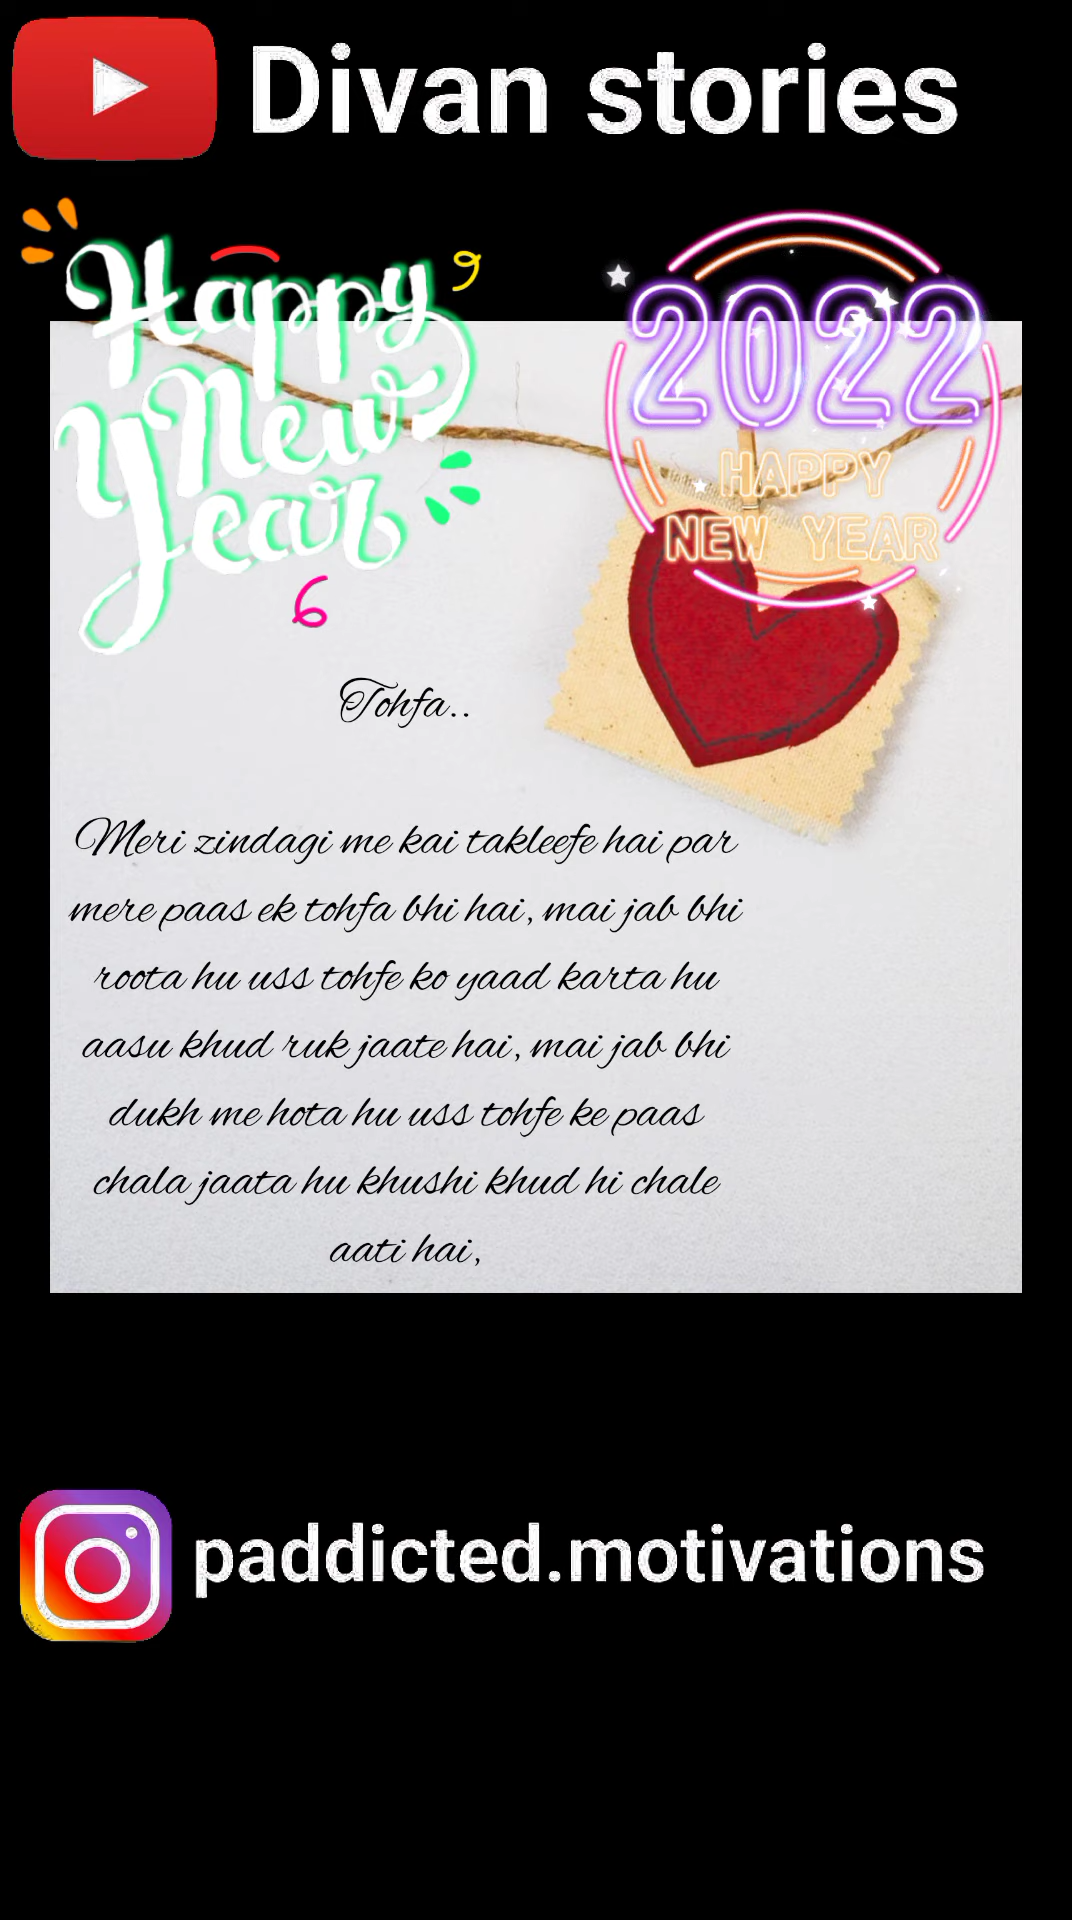 Divan stories
Happy
New
Year
2022
HAPPY
NEW YEAR
Tohfa..
Meri zindagi me kai takleefe hai par
mere paas ek tohfa bhi hai, mai jab bhi
roota hu uss tohfe ko yaad karta hu
aasu khud ruk jaate hai, mai jab bhi
dukh me hota hu uss tohfe ke paas
chala jaata hu khushi khud hi chale
aati hai,
paddicted.motivations